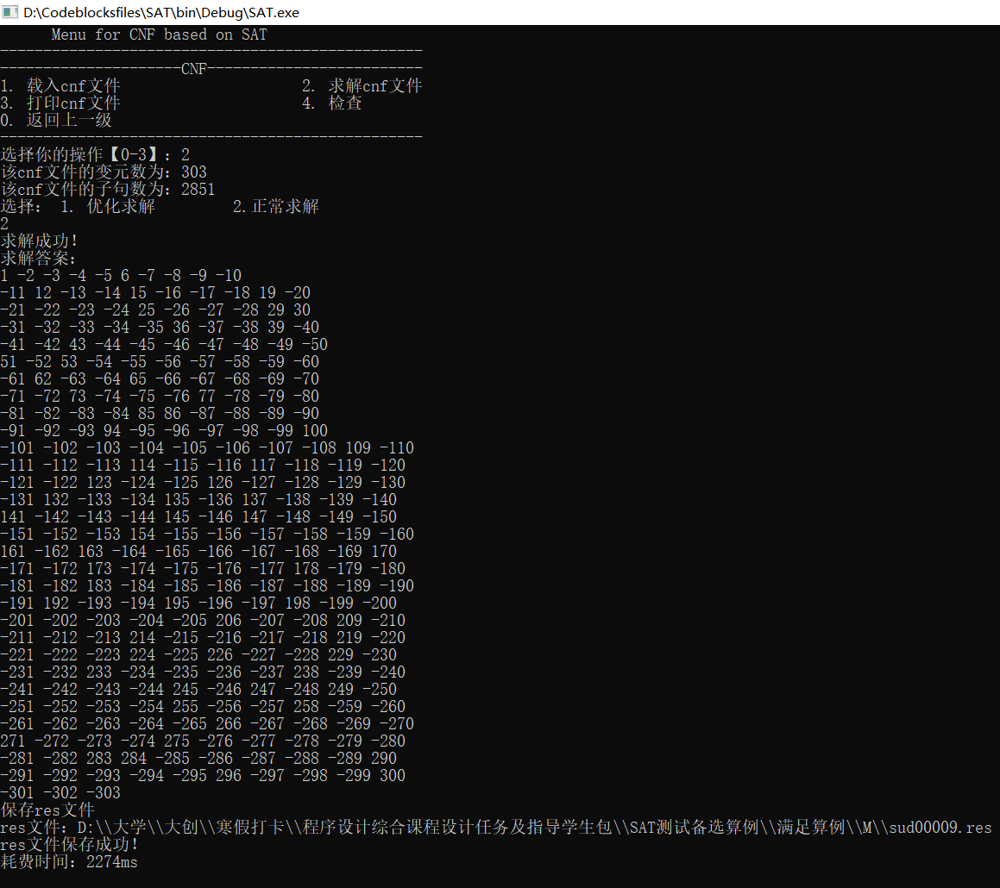 D:\Codeblocksfiles\SAT\bin\Debug\SAT.exe
Menu for CNF based on SAT
-------------------------------------------------
---------------------CNF-------------------------
1. 载入cnf文件 2. 求解cnf文件
3. 打印cnf文件 4. 检查
0. 返回上一级
-------------------------------------------------
选择你的操作【0-3】: 2
该cnf文件的变元数为: 303
该cnf文件的子句数为: 2851
选择: 1. 优化求解 2.正常求解
2
求解成功!
求解答案:
1 -2 -3 -4 -5 6 -7 -8 -9 -10
-11 12 -13 -14 15 -16 -17 -18 19 -20
-21 -22 -23 -24 25 -26 -27 -28 29 30
-31 -32 -33 -34 -35 36 -37 -38 39 -40
-41 -42 43 -44 -45 -46 -47 -48 -49 -50
51 -52 53 -54 -55 -56 -57 -58 -59 -60
-61 62 -63 -64 65 -66 -67 -68 -69 -70
-71 -72 73 -74 -75 -76 77 -78 -79 -80
-81 -82 -83 -84 85 86 -87 -88 -89 -90
-91 -92 -93 94 -95 -96 -97 -98 -99 100
-101 -102 -103 -104 -105 -106 -107 -108 109 -110
-111 -112 -113 114 -115 -116 117 -118 -119 -120
-121 -122 123 -124 -125 126 -127 -128 -129 -130
-131 132 -133 -134 135 -136 137 -138 -139 -140
141 -142 -143 -144 145 -146 147 -148 -149 -150
-151 -152 -153 154 -155 -156 -157 -158 -159 -160
161 -162 163 -164 -165 -166 -167 -168 -169 170
-171 -172 173 -174 -175 -176 -177 178 -179 -180
-181 -182 183 -184 -185 -186 -187 -188 -189 -190
-191 192 -193 -194 195 -196 -197 198 -199 -200
-201 -202 -203 -204 -205 206 -207 -208 209 -210
-211 -212 -213 214 -215 -216 -217 -218 219 -220
-221 -222 -223 224 -225 226 -227 -228 229 -230
-231 -232 233 -234 -235 -236 -237 238 -239 -240
-241 -242 -243 -244 245 -246 247 -248 249 -250
-251 -252 -253 -254 255 -256 -257 258 -259 -260
-261 -262 -263 -264 -265 266 -267 -268 -269 -270
271 -272 -273 -274 275 -276 -277 -278 -279 -280
-281 -282 283 284 -285 -286 -287 -288 -289 290
-291 -292 -293 -294 -295 296 -297 -298 -299 300
-301 -302 -303
保存res文件
res文件: D:\\大学\\大创\\寒假打卡\\程序设计综合课程设计任务及指导学生包\\SAT测试备选算例\\满足算例\\M\\sud00009.res
res文件保存成功!
耗费时间: 2274ms